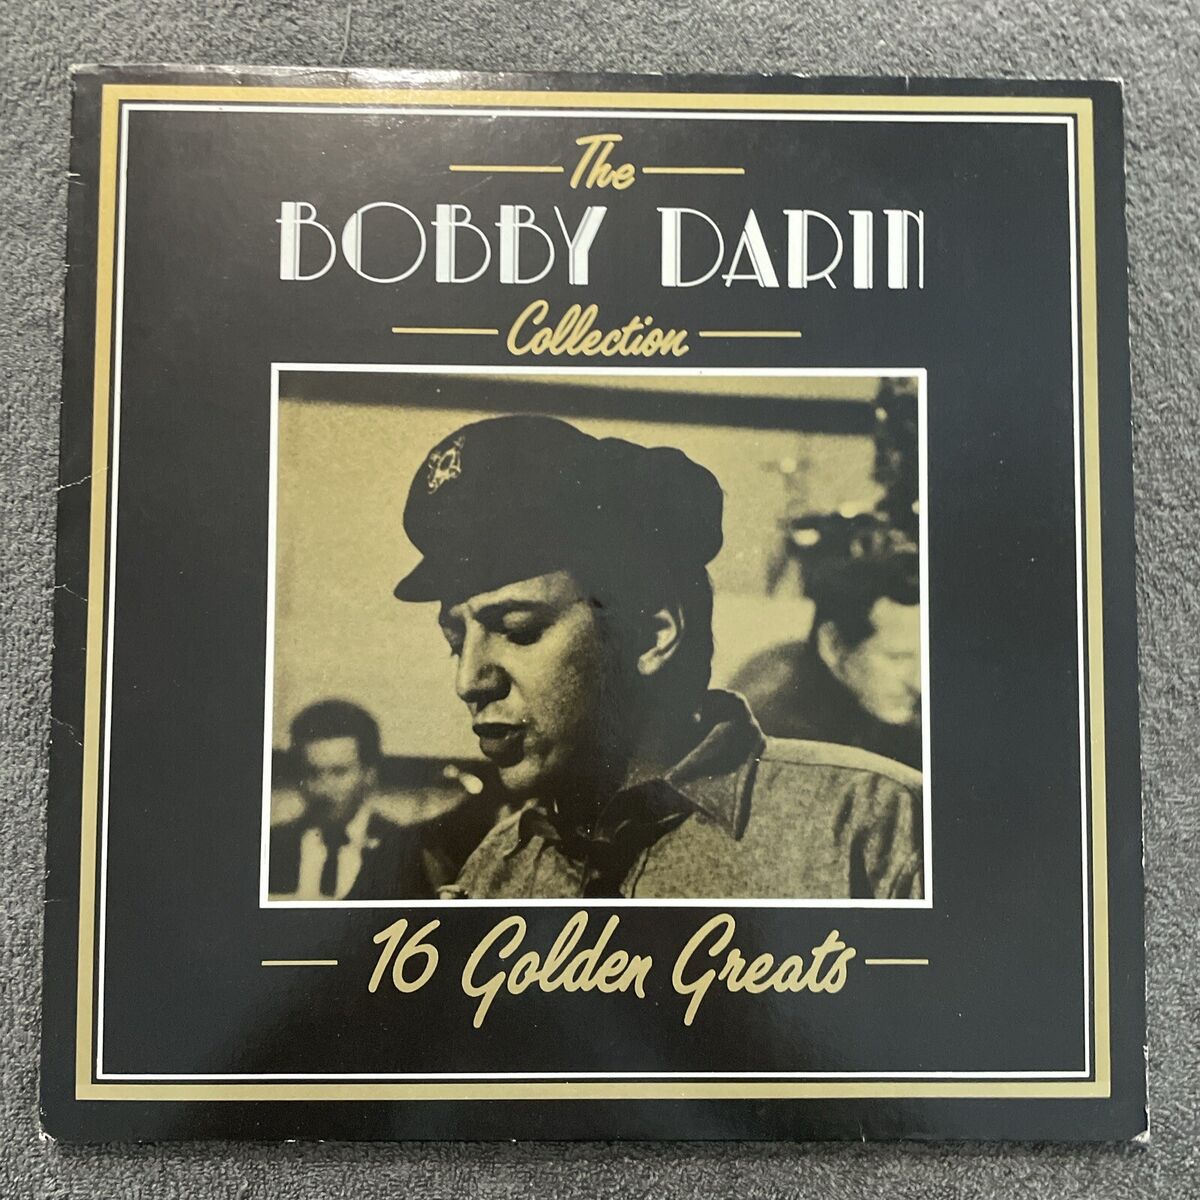 The
BOBBY DARIN
Collection
16 Golden Greats